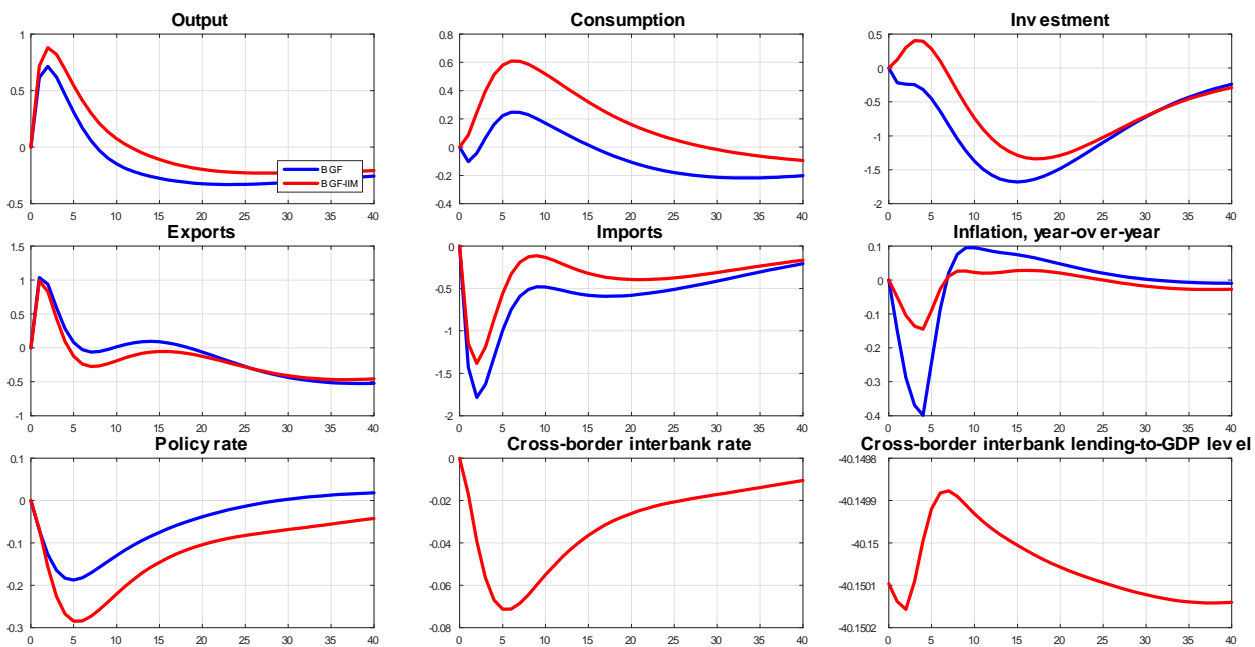 Output
1
0.5
0
-0.5
0 5 10 15 20 25 30 35 40
BGF
BGF-IIM
Consumption
0.8
0.6
0.4
0.2
0
-0.2
-0.4
0 5 10 15 20 25 30 35 40
Investment
0.5
0
-0.5
-1
-1.5
-2
0 5 10 15 20 25 30 35 40
Exports
1.5
1
0.5
0
-0.5
-1
0 5 10 15 20 25 30 35 40
Imports
0
-0.5
-1
-1.5
-2
0 5 10 15 20 25 30 35 40
Inflation, year-over-year
0.1
0
-0.1
-0.2
-0.3
-0.4
0 5 10 15 20 25 30 35 40
Policy rate
0.1
0
-0.1
-0.2
-0.3
0 5 10 15 20 25 30 35 40
Cross-border interbank rate
0
-0.02
-0.04
-0.06
-0.08
0 5 10 15 20 25 30 35 40
Cross-border interbank lending-to-GDP level
-40.1498
-40.1499
-40.15
-40.1501
-40.1502
0 5 10 15 20 25 30 35 40